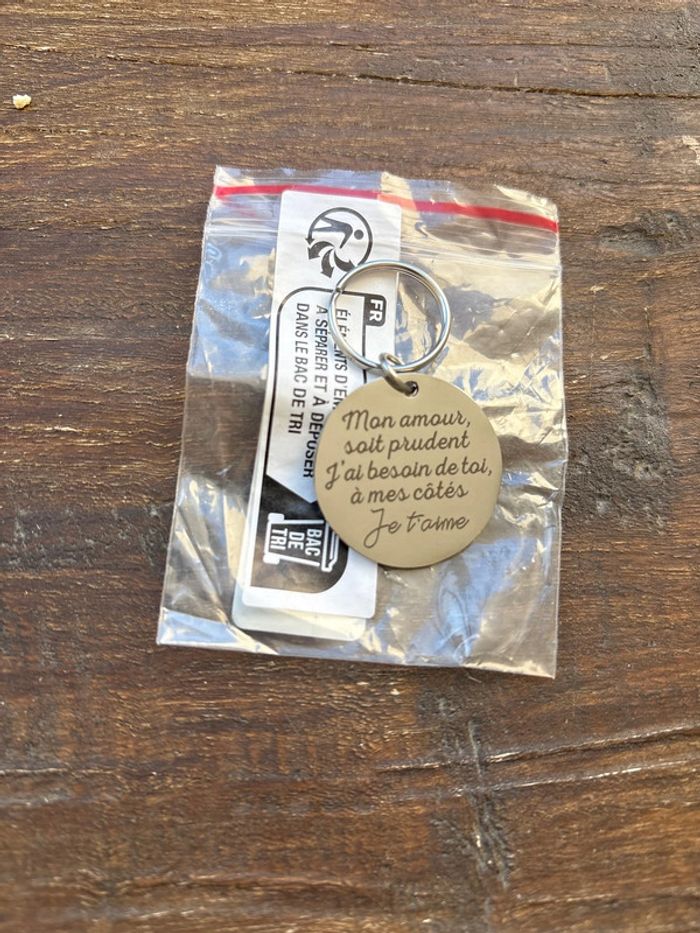 Mon amour,
soit prudent
J'ai besoin de toi,
à mes côtés
Je t'aime
FR
À SÉPARER ET À DÉPOSER
DANS LE BAC DE TRI
BAC
DE
TRI